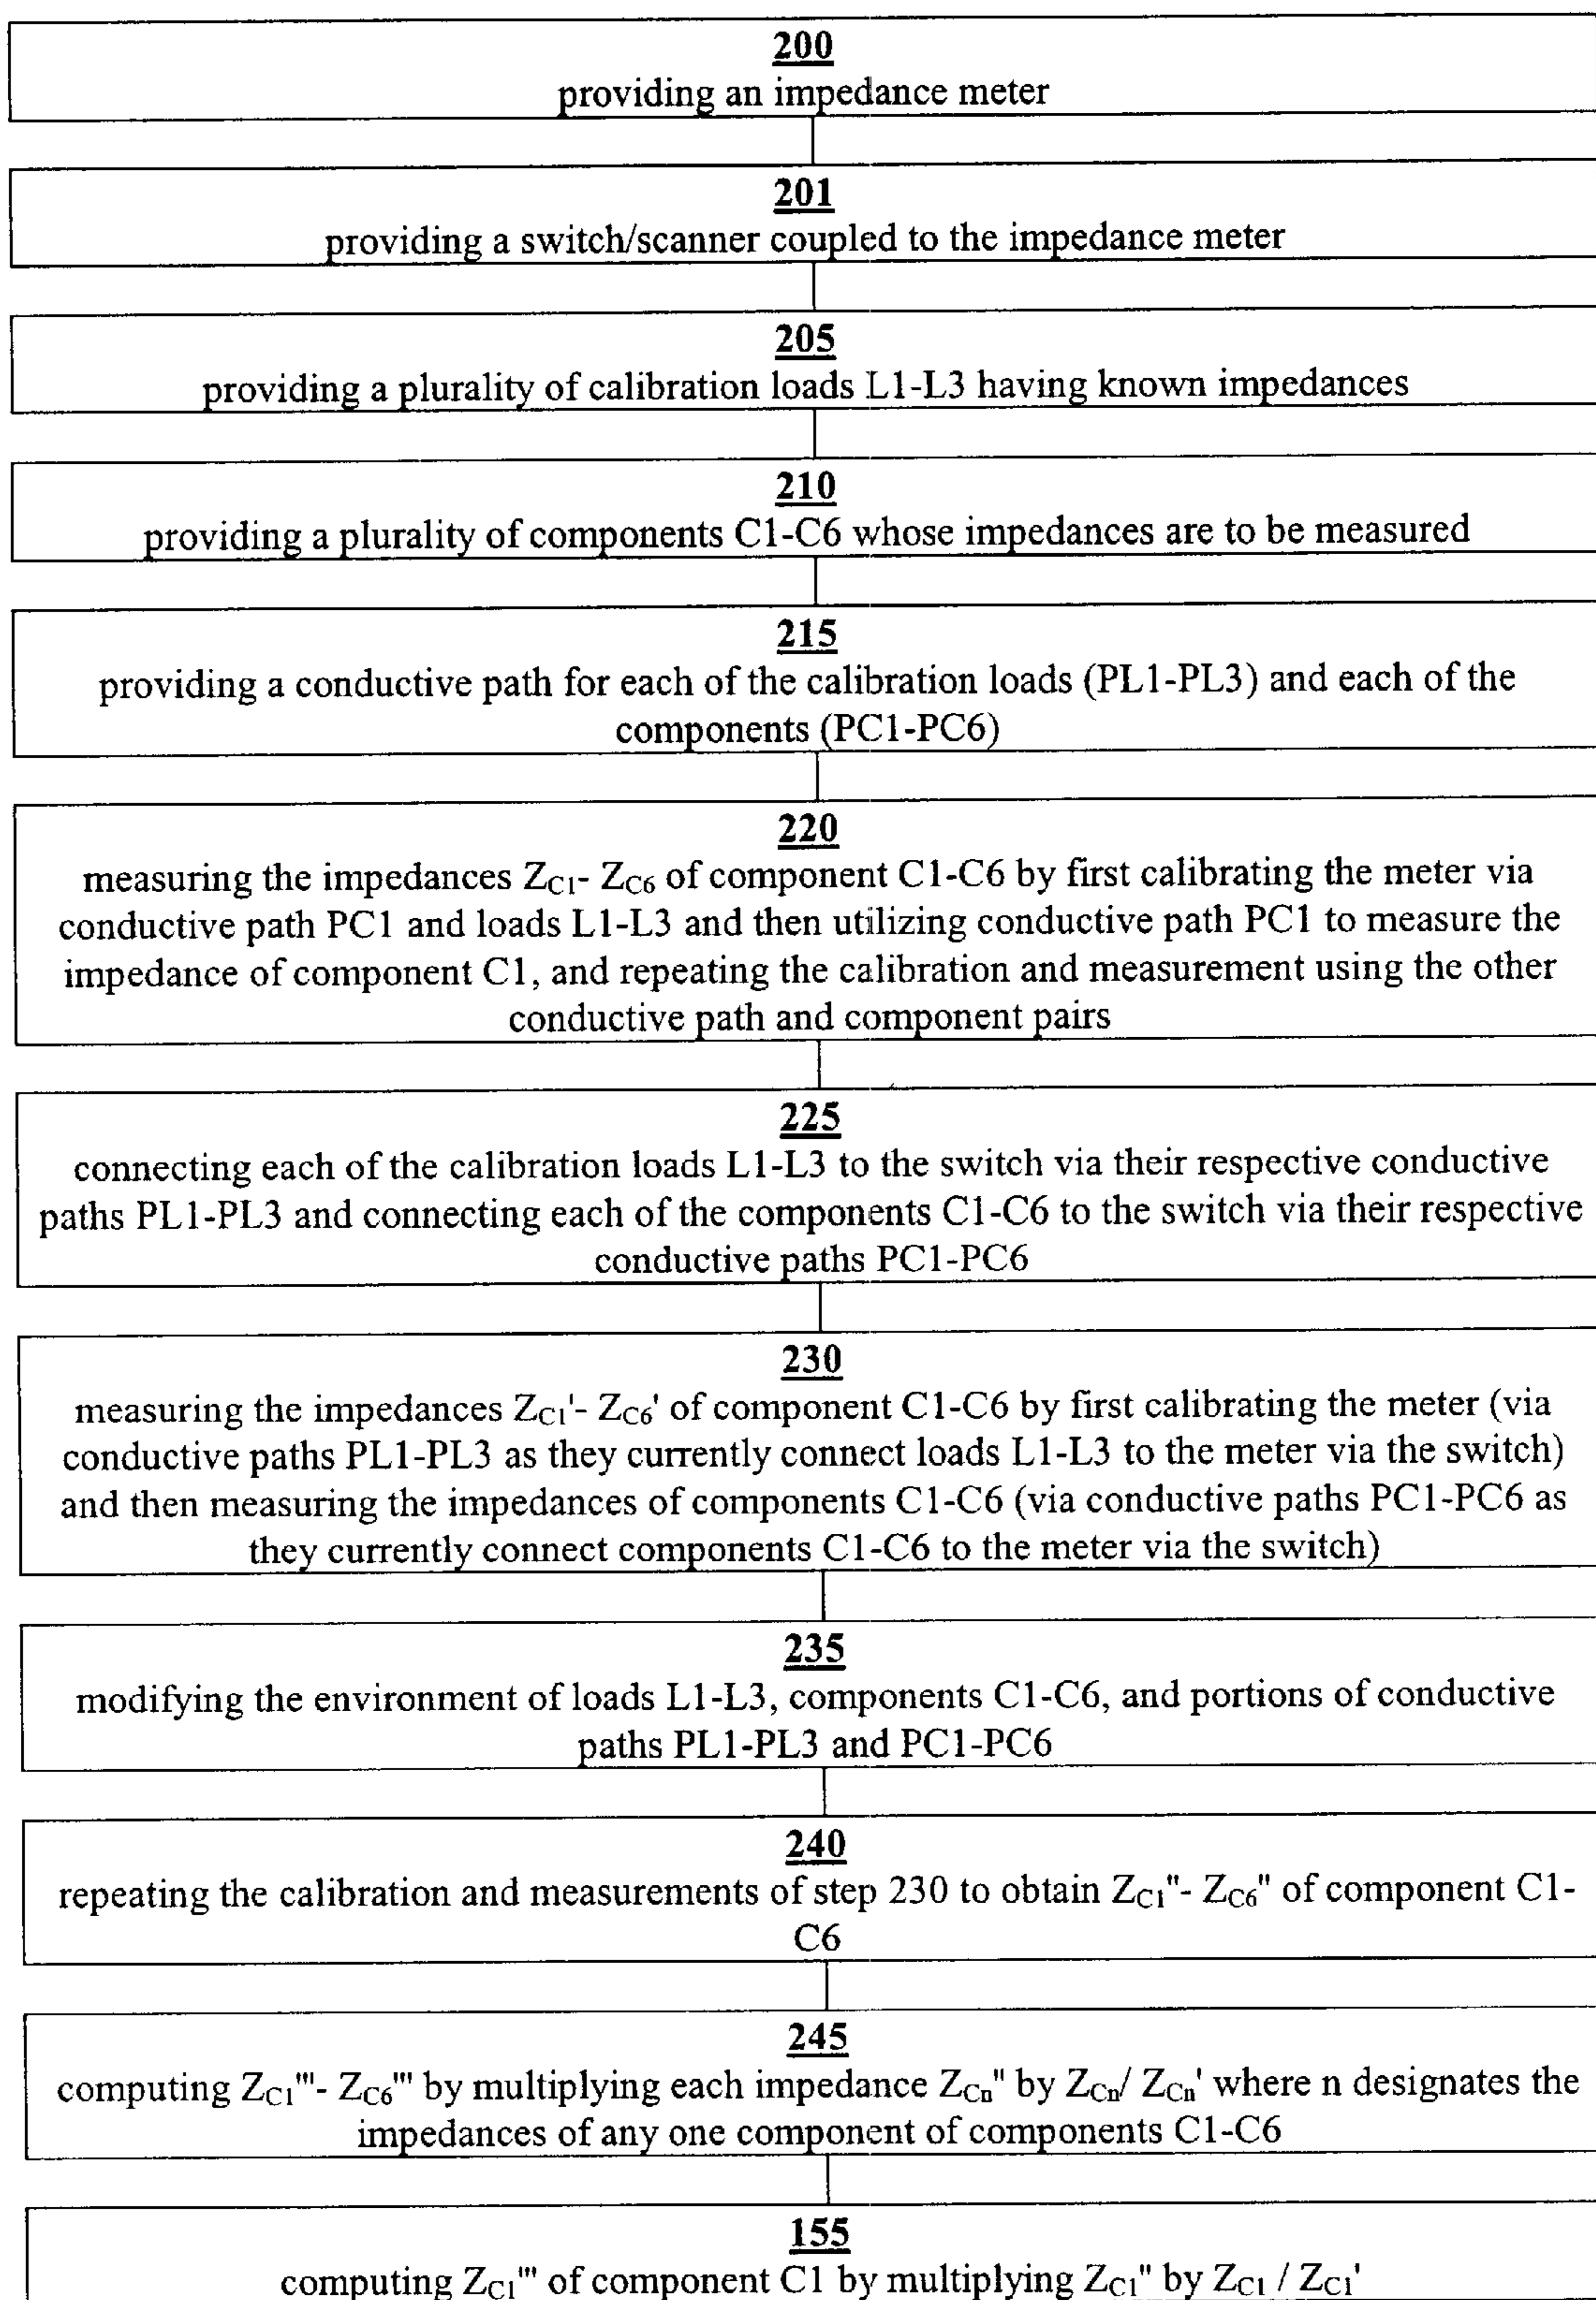 200
providing an impedance meter
201
providing a switch/scanner coupled to the impedance meter
205
providing a plurality of calibration loads L1-L3 having known impedances
210
providing a plurality of components C1-C6 whose impedances are to be measured
215
providing a conductive path for each of the calibration loads (PL1-PL3) and each of the
components (PC1-PC6)
220
measuring the impedances ZC1- ZC6 of component C1-C6 by first calibrating the meter via
conductive path PC1 and loads L1-L3 and then utilizing conductive path PC1 to measure the
impedance of component C1, and repeating the calibration and measurement using the other
conductive path and component pairs
225
connecting each of the calibration loads L1-L3 to the switch via their respective conductive
paths PL1-PL3 and connecting each of the components C1-C6 to the switch via their respective
conductive paths PC1-PC6
230
measuring the impedances ZC1'- ZC6' of component C1-C6 by first calibrating the meter (via
conductive paths PL1-PL3 as they currently connect loads L1-L3 to the meter via the switch)
and then measuring the impedances of components C1-C6 (via conductive paths PC1-PC6 as
they currently connect components C1-C6 to the meter via the switch)
235
modifying the environment of loads L1-L3, components C1-C6, and portions of conductive
paths PL1-PL3 and PC1-PC6
240
repeating the calibration and measurements of step 230 to obtain ZC1"- ZC6" of component C1-
C6
245
computing ZC1'"- ZC6'" by multiplying each impedance ZCn" by ZCn/ ZCn' where n designates the
impedances of any one component of components C1-C6
155
computing ZC1'" of component C1 by multiplying ZC1" by ZC1 / ZC1'